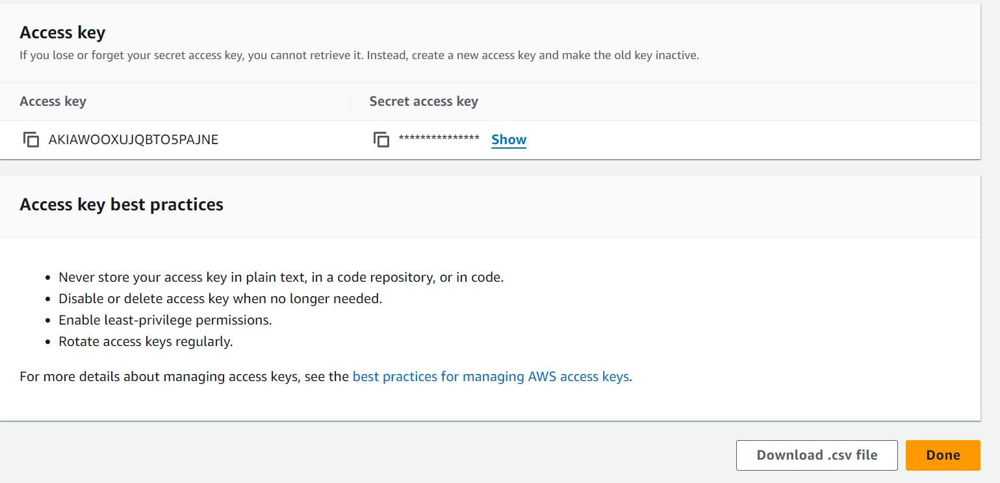 Access key
If you lose or forget your secret access key, you cannot retrieve it. Instead, create a new access key and make the old key inactive.
Access key
Secret access key
AKIAWOOXUJQBTO5PAJNE
*************** Show
Access key best practices
• Never store your access key in plain text, in a code repository, or in code.
• Disable or delete access key when no longer needed.
• Enable least-privilege permissions.
• Rotate access keys regularly.
For more details about managing access keys, see the best practices for managing AWS access keys.
Download .csv file
Done